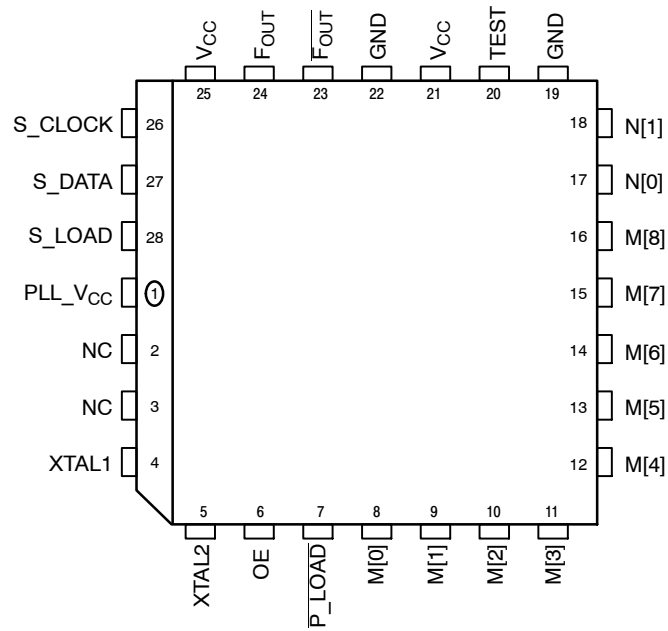 VCC FOUT F̅O̅U̅T̅ GND VCC TEST GND
25 24 23 22 21 20 19
S_CLOCK 26 18 N[1]
S_DATA 27 17 N[0]
S_LOAD 28 16 M[8]
PLL_VCC 1 15 M[7]
NC 2 14 M[6]
NC 3 13 M[5]
XTAL1 4 12 M[4]
5 6 7 8 9 10 11
XTAL2 OE P̅_̅L̅O̅A̅D̅ M[0] M[1] M[2] M[3]